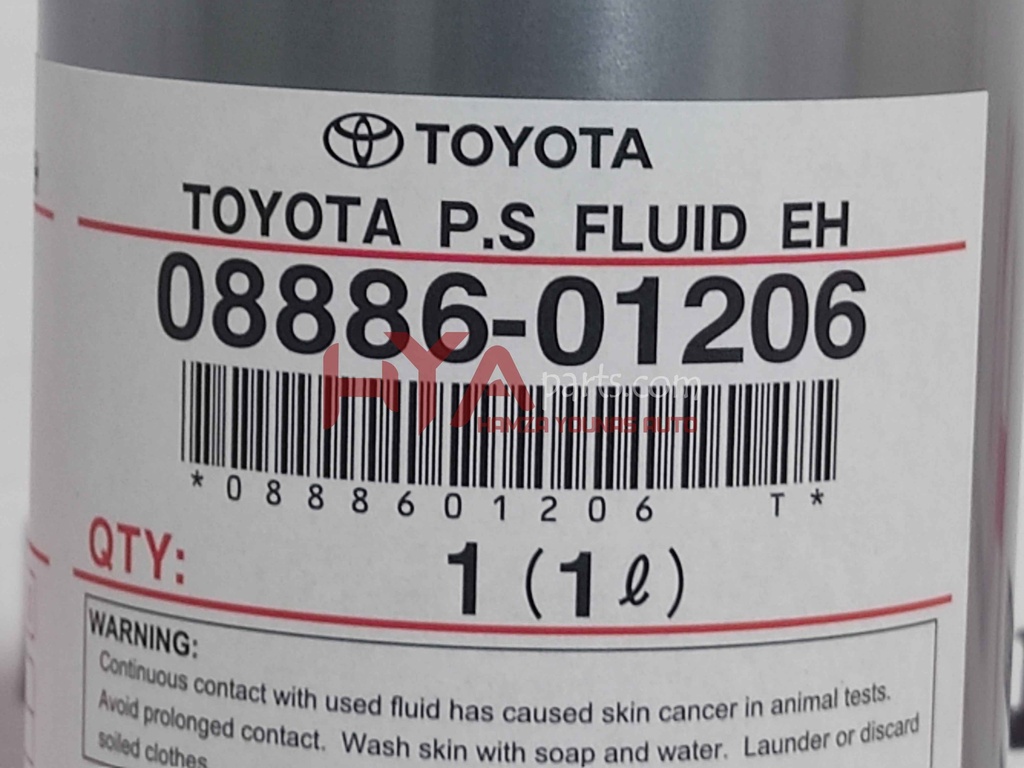 TOYOTA
TOYOTA P.S FLUID EH
08886-01206
HYAparts.com
HAMZA YOUNAS AUTO
*0888601206 T*
QTY: 1 (1ℓ)
WARNING:
Continuous contact with used fluid has caused skin cancer in animal tests.
Avoid prolonged contact. Wash skin with soap and water. Launder or discard
soiled clothes